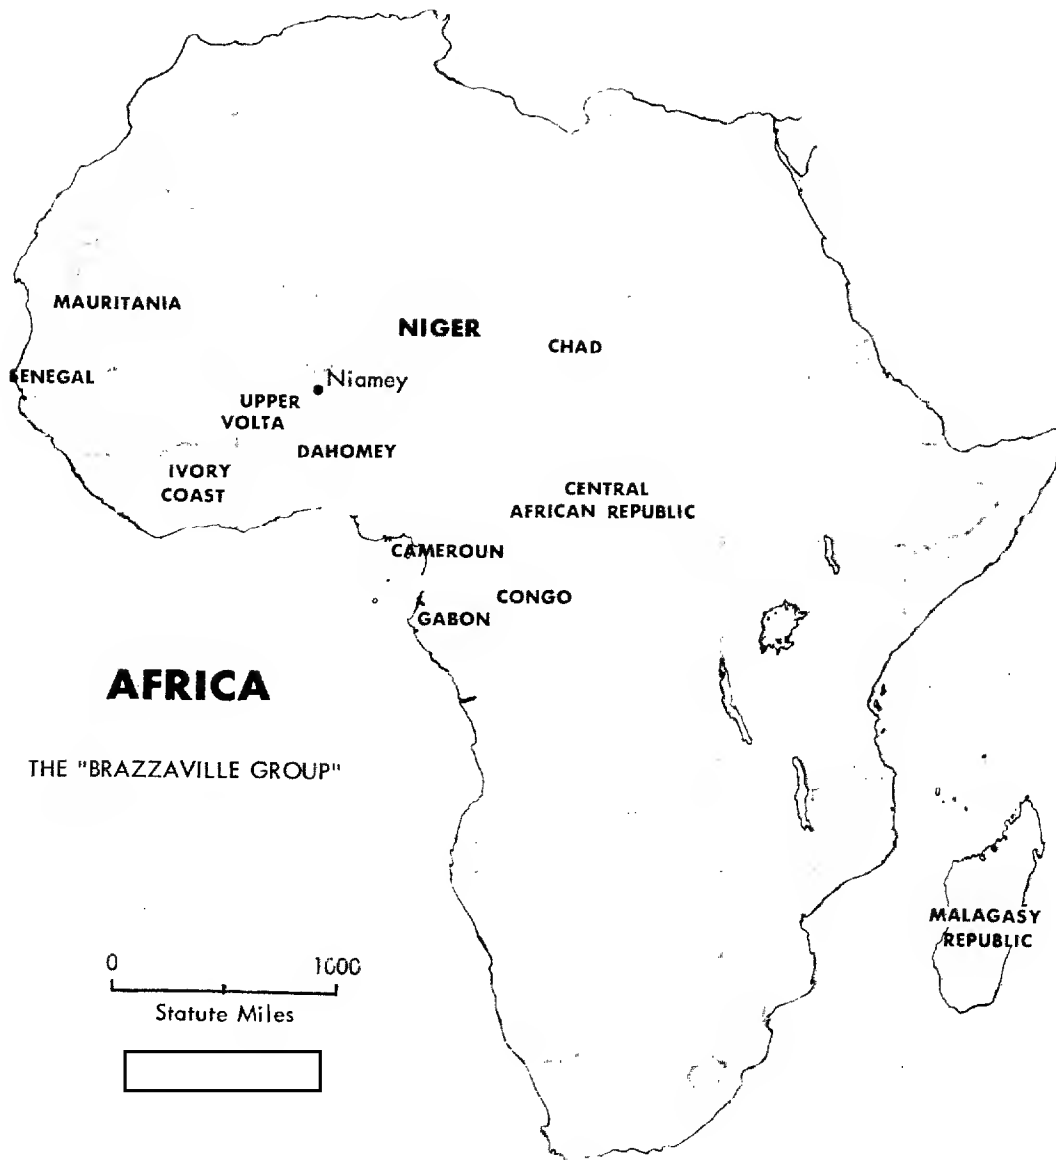 MAURITANIA
NIGER
CHAD
SENEGAL
Niamey
UPPER
VOLTA
DAHOMEY
IVORY
COAST
CENTRAL
AFRICAN REPUBLIC
CAMEROUN
CONGO
GABON
AFRICA
THE "BRAZZAVILLE GROUP"
MALAGASY
REPUBLIC
0 1000
Statute Miles